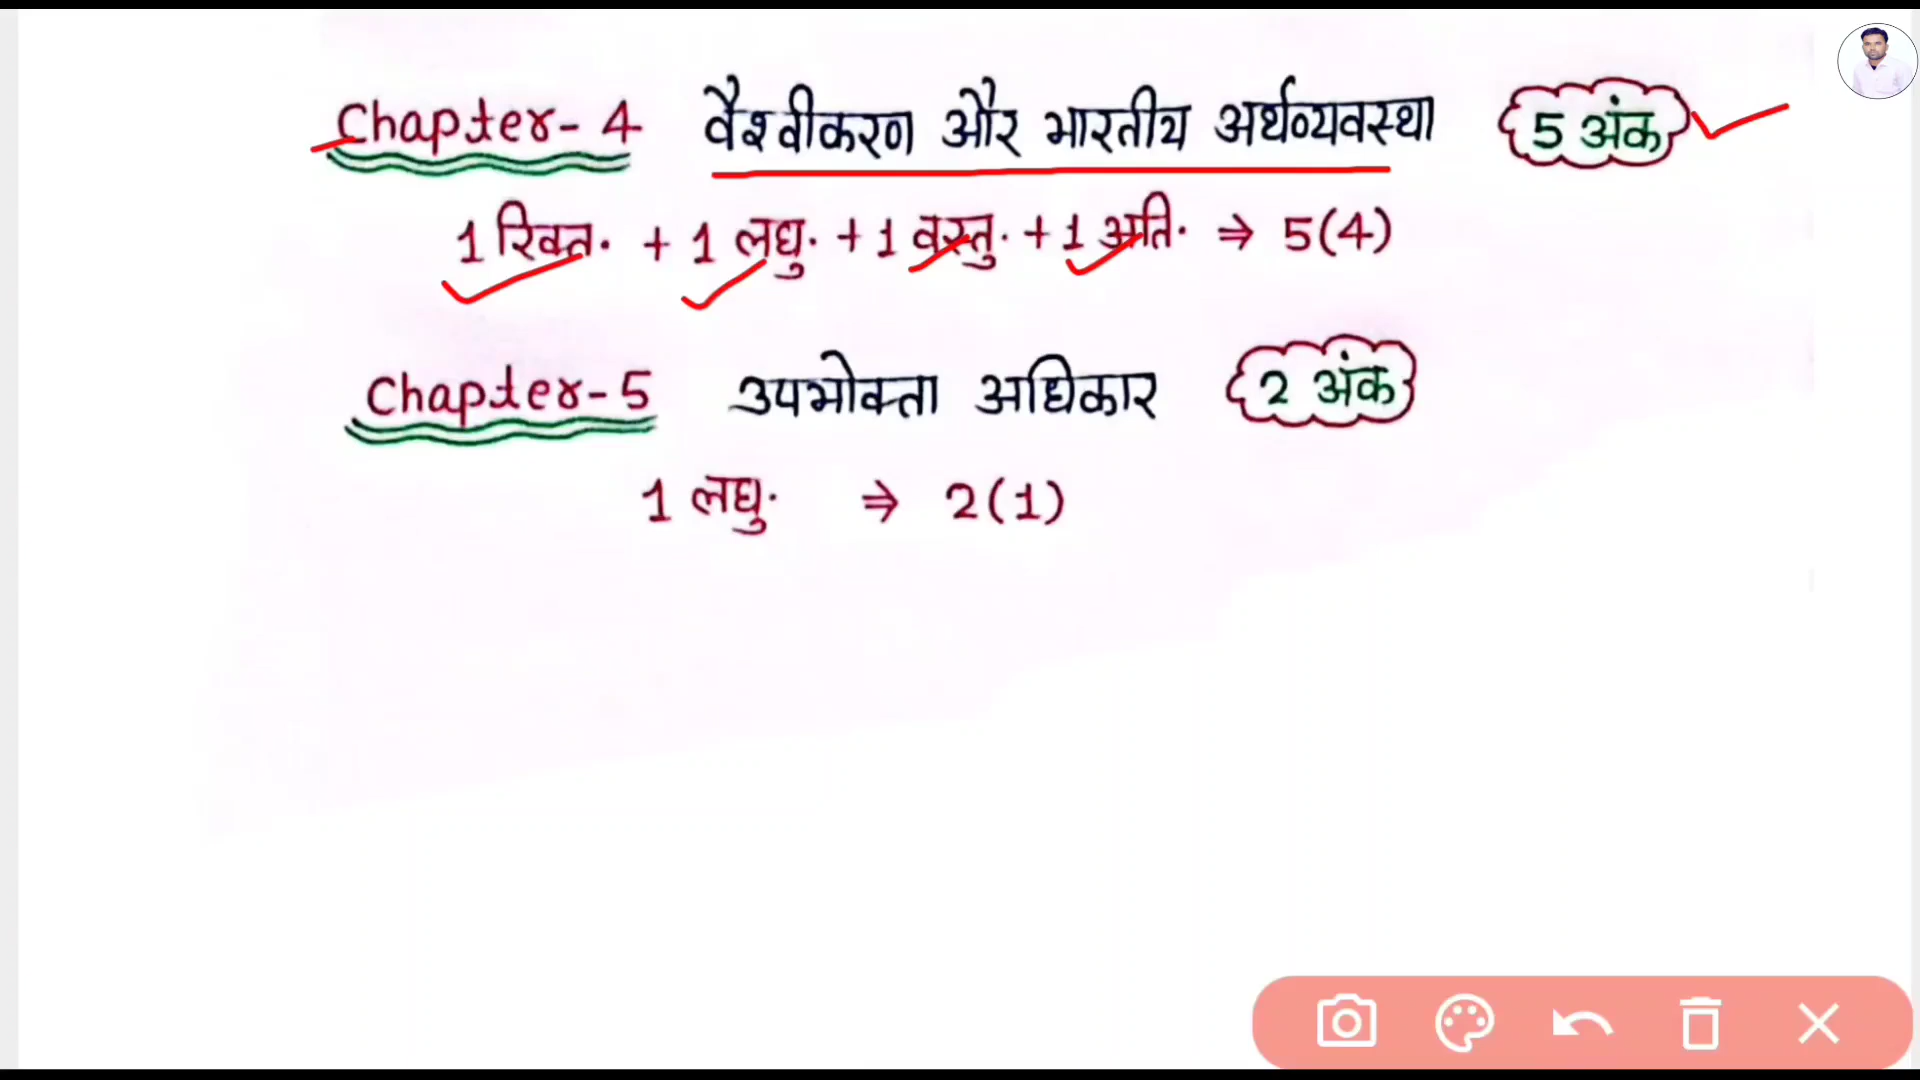 Chapter-4 वैश्वीकरण और भारतीय अर्थव्यवस्था 5 अंक
1 रिक्त. + 1 लघु. + 1 वस्तु. + 1 अति. ⇒ 5(4)
Chapter-5 उपभोक्ता अधिकार 2 अंक
1 लघु. ⇒ 2(1)